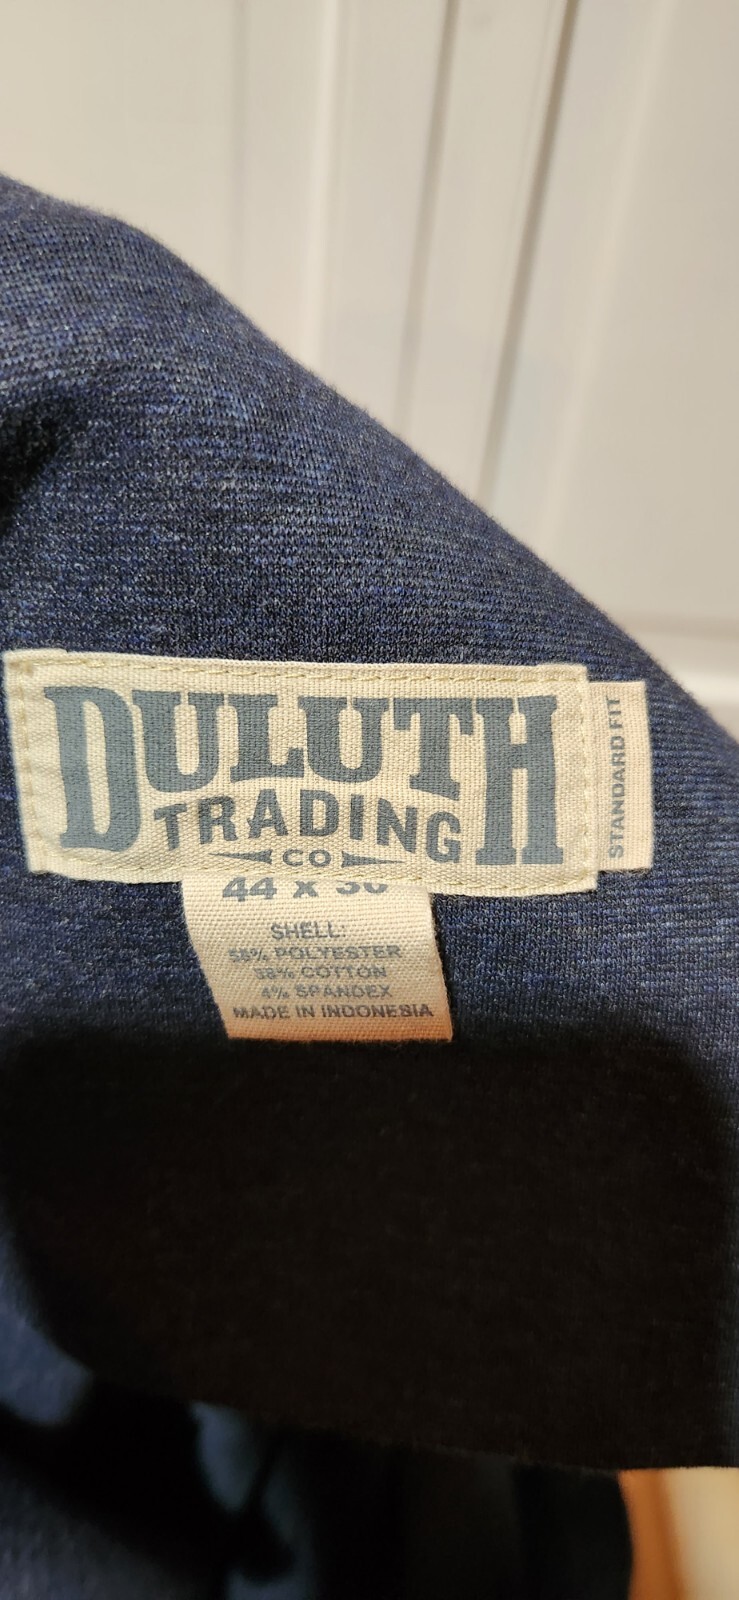 DULUTH
TRADING
CO
STANDARD FIT
44 x 30
SHELL:
58% POLYESTER
38% COTTON
4% SPANDEX
MADE IN INDONESIA